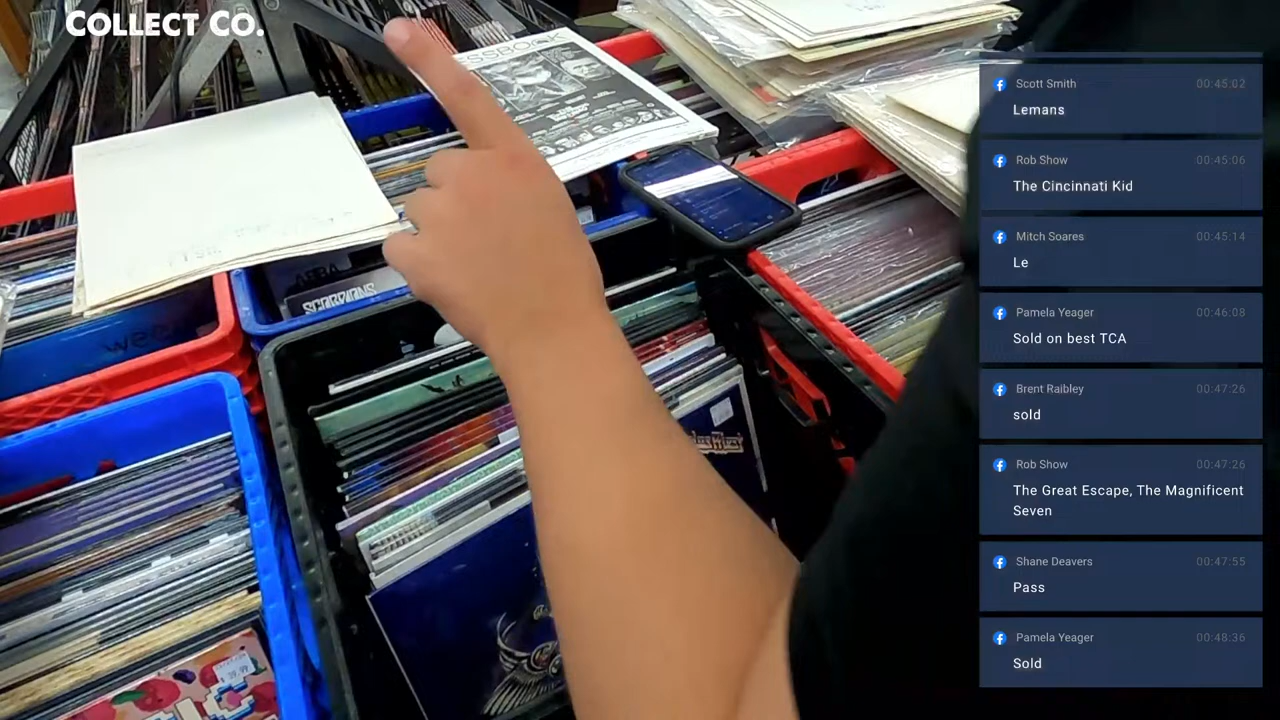 COLLECT CO.
SSBOOK
ABBA
SCORPIONS
Scott Smith 00:45:02
Lemans
Rob Show 00:45:06
The Cincinnati Kid
Mitch Soares 00:45:14
Le
Pamela Yeager 00:46:08
Sold on best TCA
Brent Raibley 00:47:26
sold
Rob Show 00:47:26
The Great Escape, The Magnificent
Seven
Shane Deavers 00:47:55
Pass
Pamela Yeager 00:48:36
Sold